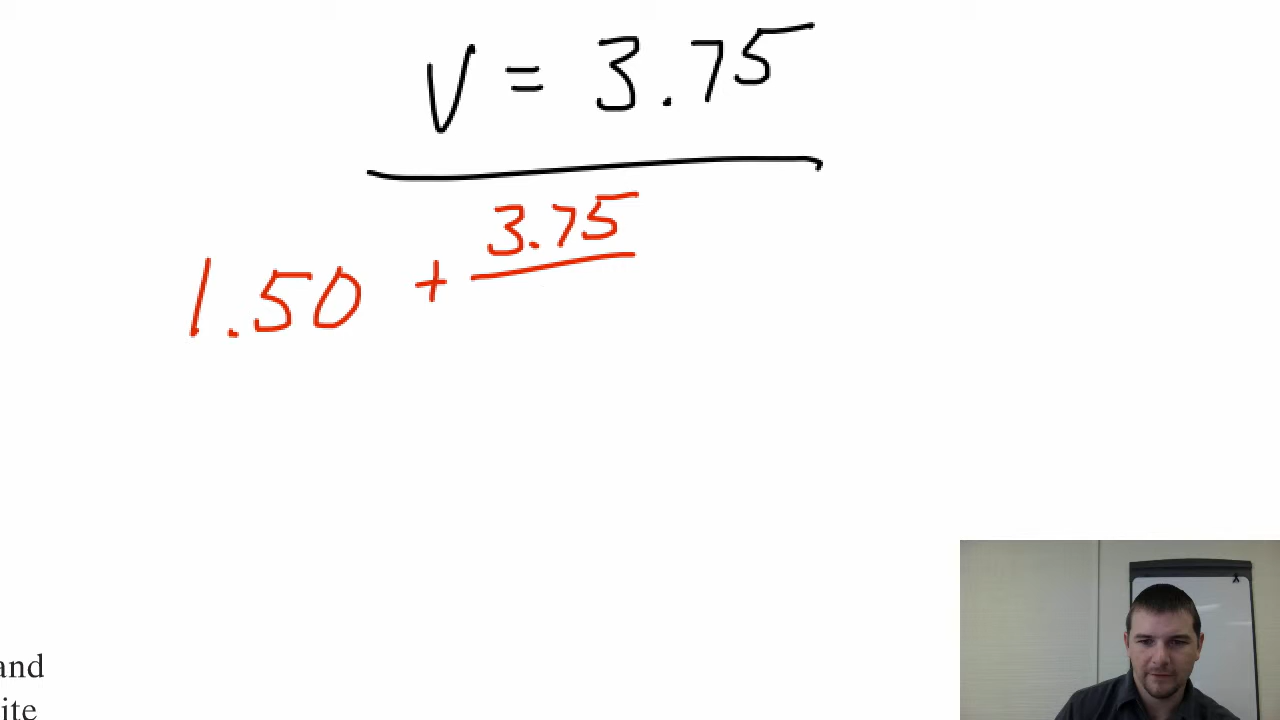 V = 3.75
3.75
1.50 +
and
ite